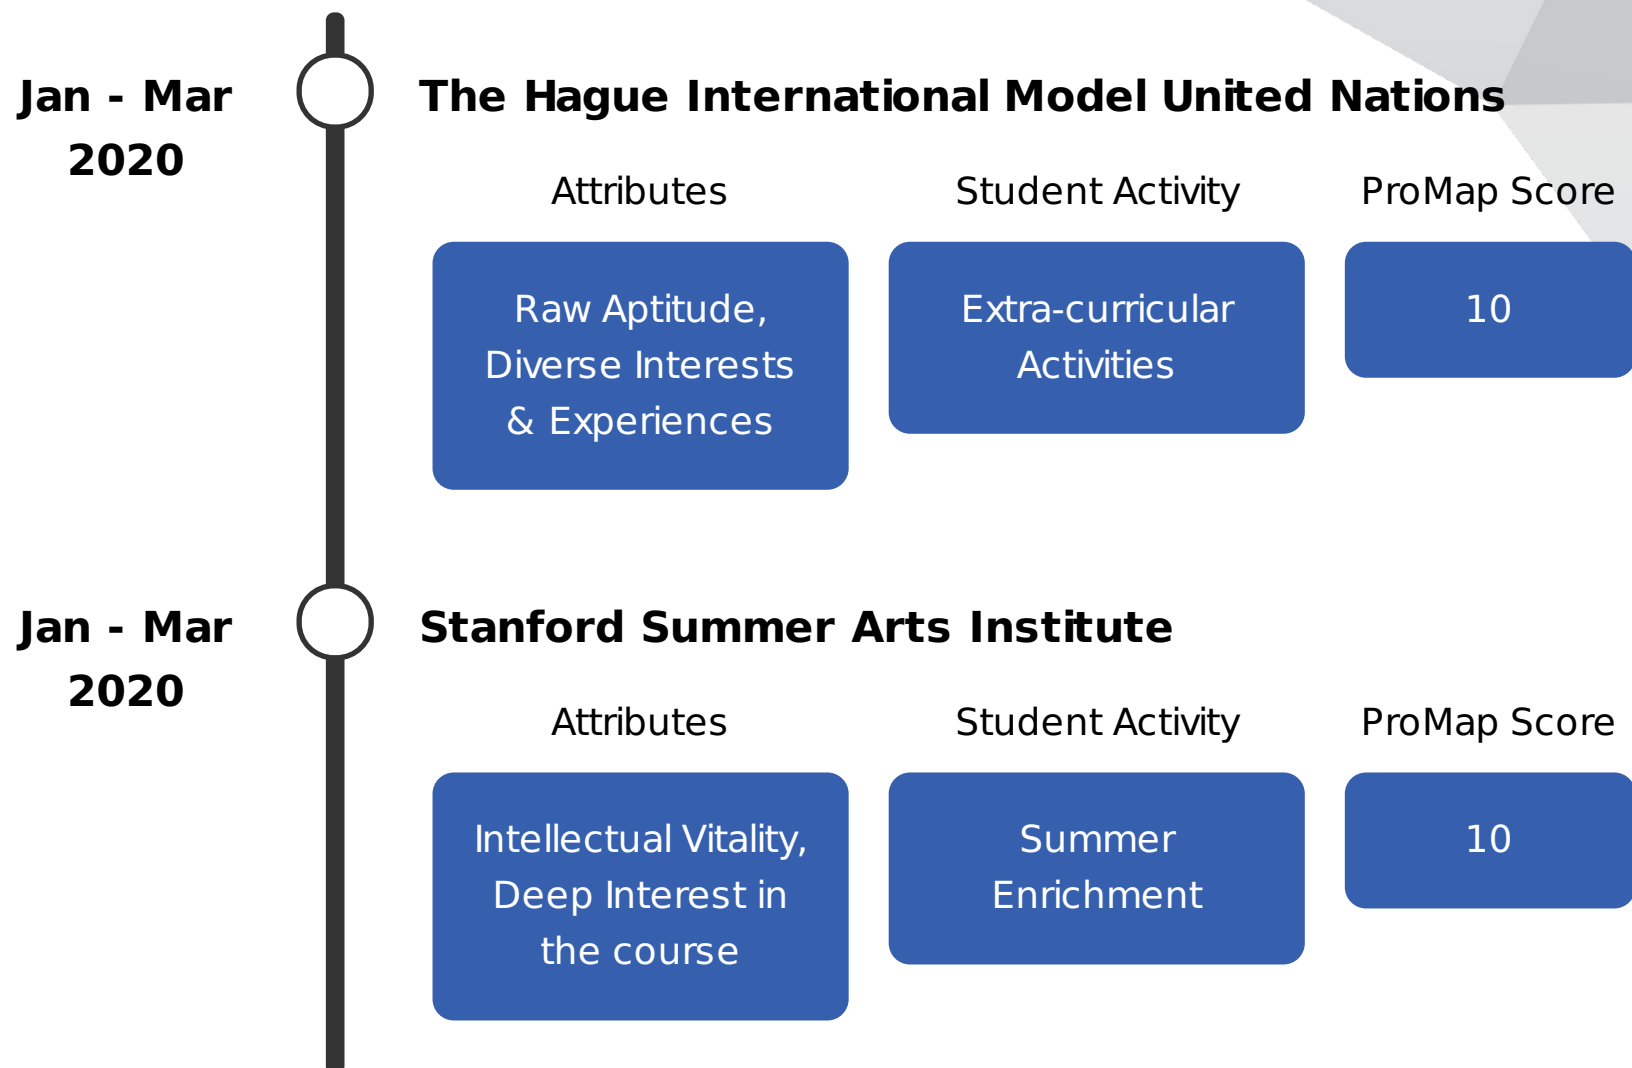 Jan - Mar
2020
The Hague International Model United Nations
Attributes
Student Activity
ProMap Score
Raw Aptitude,
Diverse Interests
& Experiences
Extra-curricular
Activities
10
Jan - Mar
2020
Stanford Summer Arts Institute
Attributes
Student Activity
ProMap Score
Intellectual Vitality,
Deep Interest in
the course
Summer
Enrichment
10